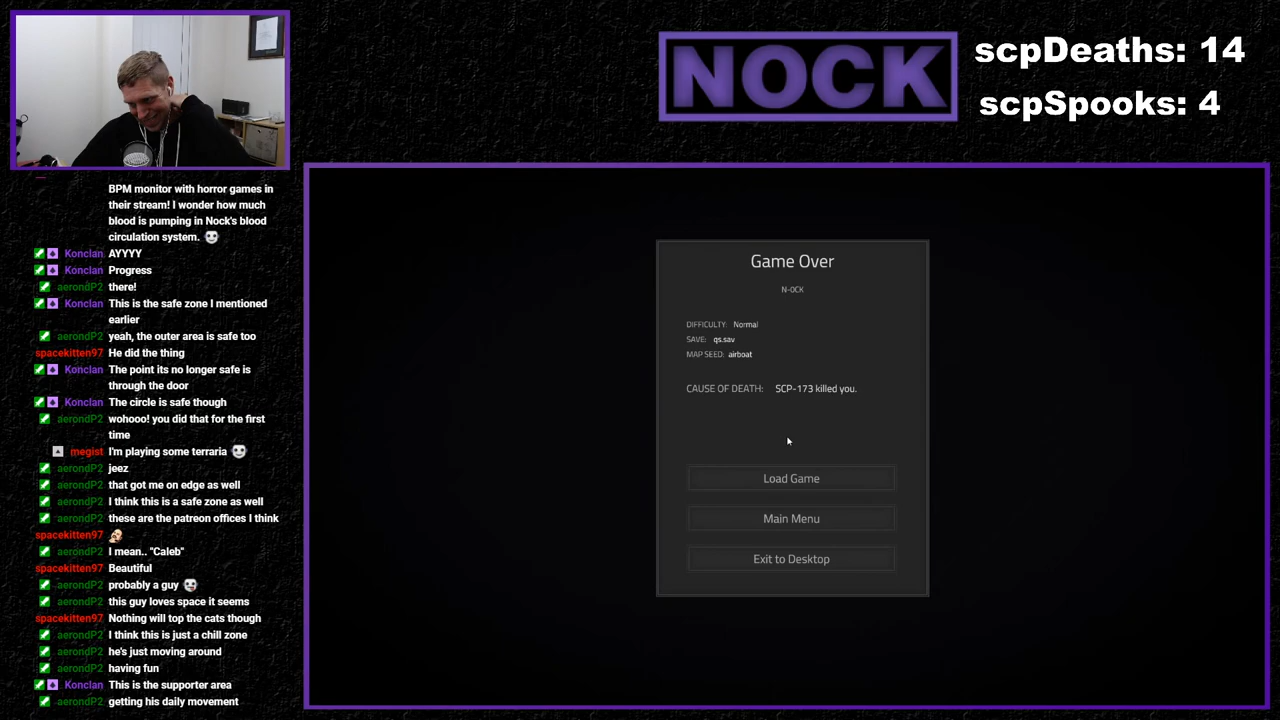 NOCK
scpDeaths: 14
scpSpooks: 4
BPM monitor with horror games in
their stream! I wonder how much
blood is pumping in Nock's blood
circulation system.
Konclan AYYYY
Konclan Progress
aerondP2 there!
Konclan This is the safe zone I mentioned
earlier
aerondP2 yeah, the outer area is safe too
spacekitten97 He did the thing
Konclan The point its no longer safe is
through the door
Konclan The circle is safe though
aerondP2 wohooo! you did that for the first
time
megist I'm playing some terraria
aerondP2 jeez
aerondP2 that got me on edge as well
aerondP2 I think this is a safe zone as well
aerondP2 these are the patreon offices I think
spacekitten97
aerondP2 I mean.. "Caleb"
spacekitten97 Beautiful
aerondP2 probably a guy
aerondP2 this guy loves space it seems
spacekitten97 Nothing will top the cats though
aerondP2 I think this is just a chill zone
aerondP2 he's just moving around
aerondP2 having fun
Konclan This is the supporter area
aerondP2 getting his daily movement
Game Over
N-OCK
DIFFICULTY: Normal
SAVE: qs.sav
MAP SEED: airboat
CAUSE OF DEATH: SCP-173 killed you.
Load Game
Main Menu
Exit to Desktop